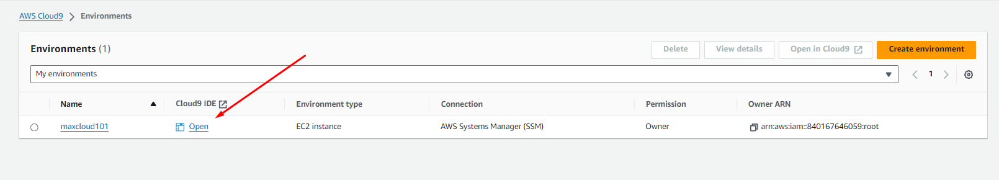 AWS Cloud9 > Environments
Environments (1)
Delete View details Open in Cloud9 Create environment
My environments
1
Name Cloud9 IDE Environment type Connection Permission Owner ARN
maxcloud101 Open EC2 instance AWS Systems Manager (SSM) Owner arn:aws:iam::840167646059:root